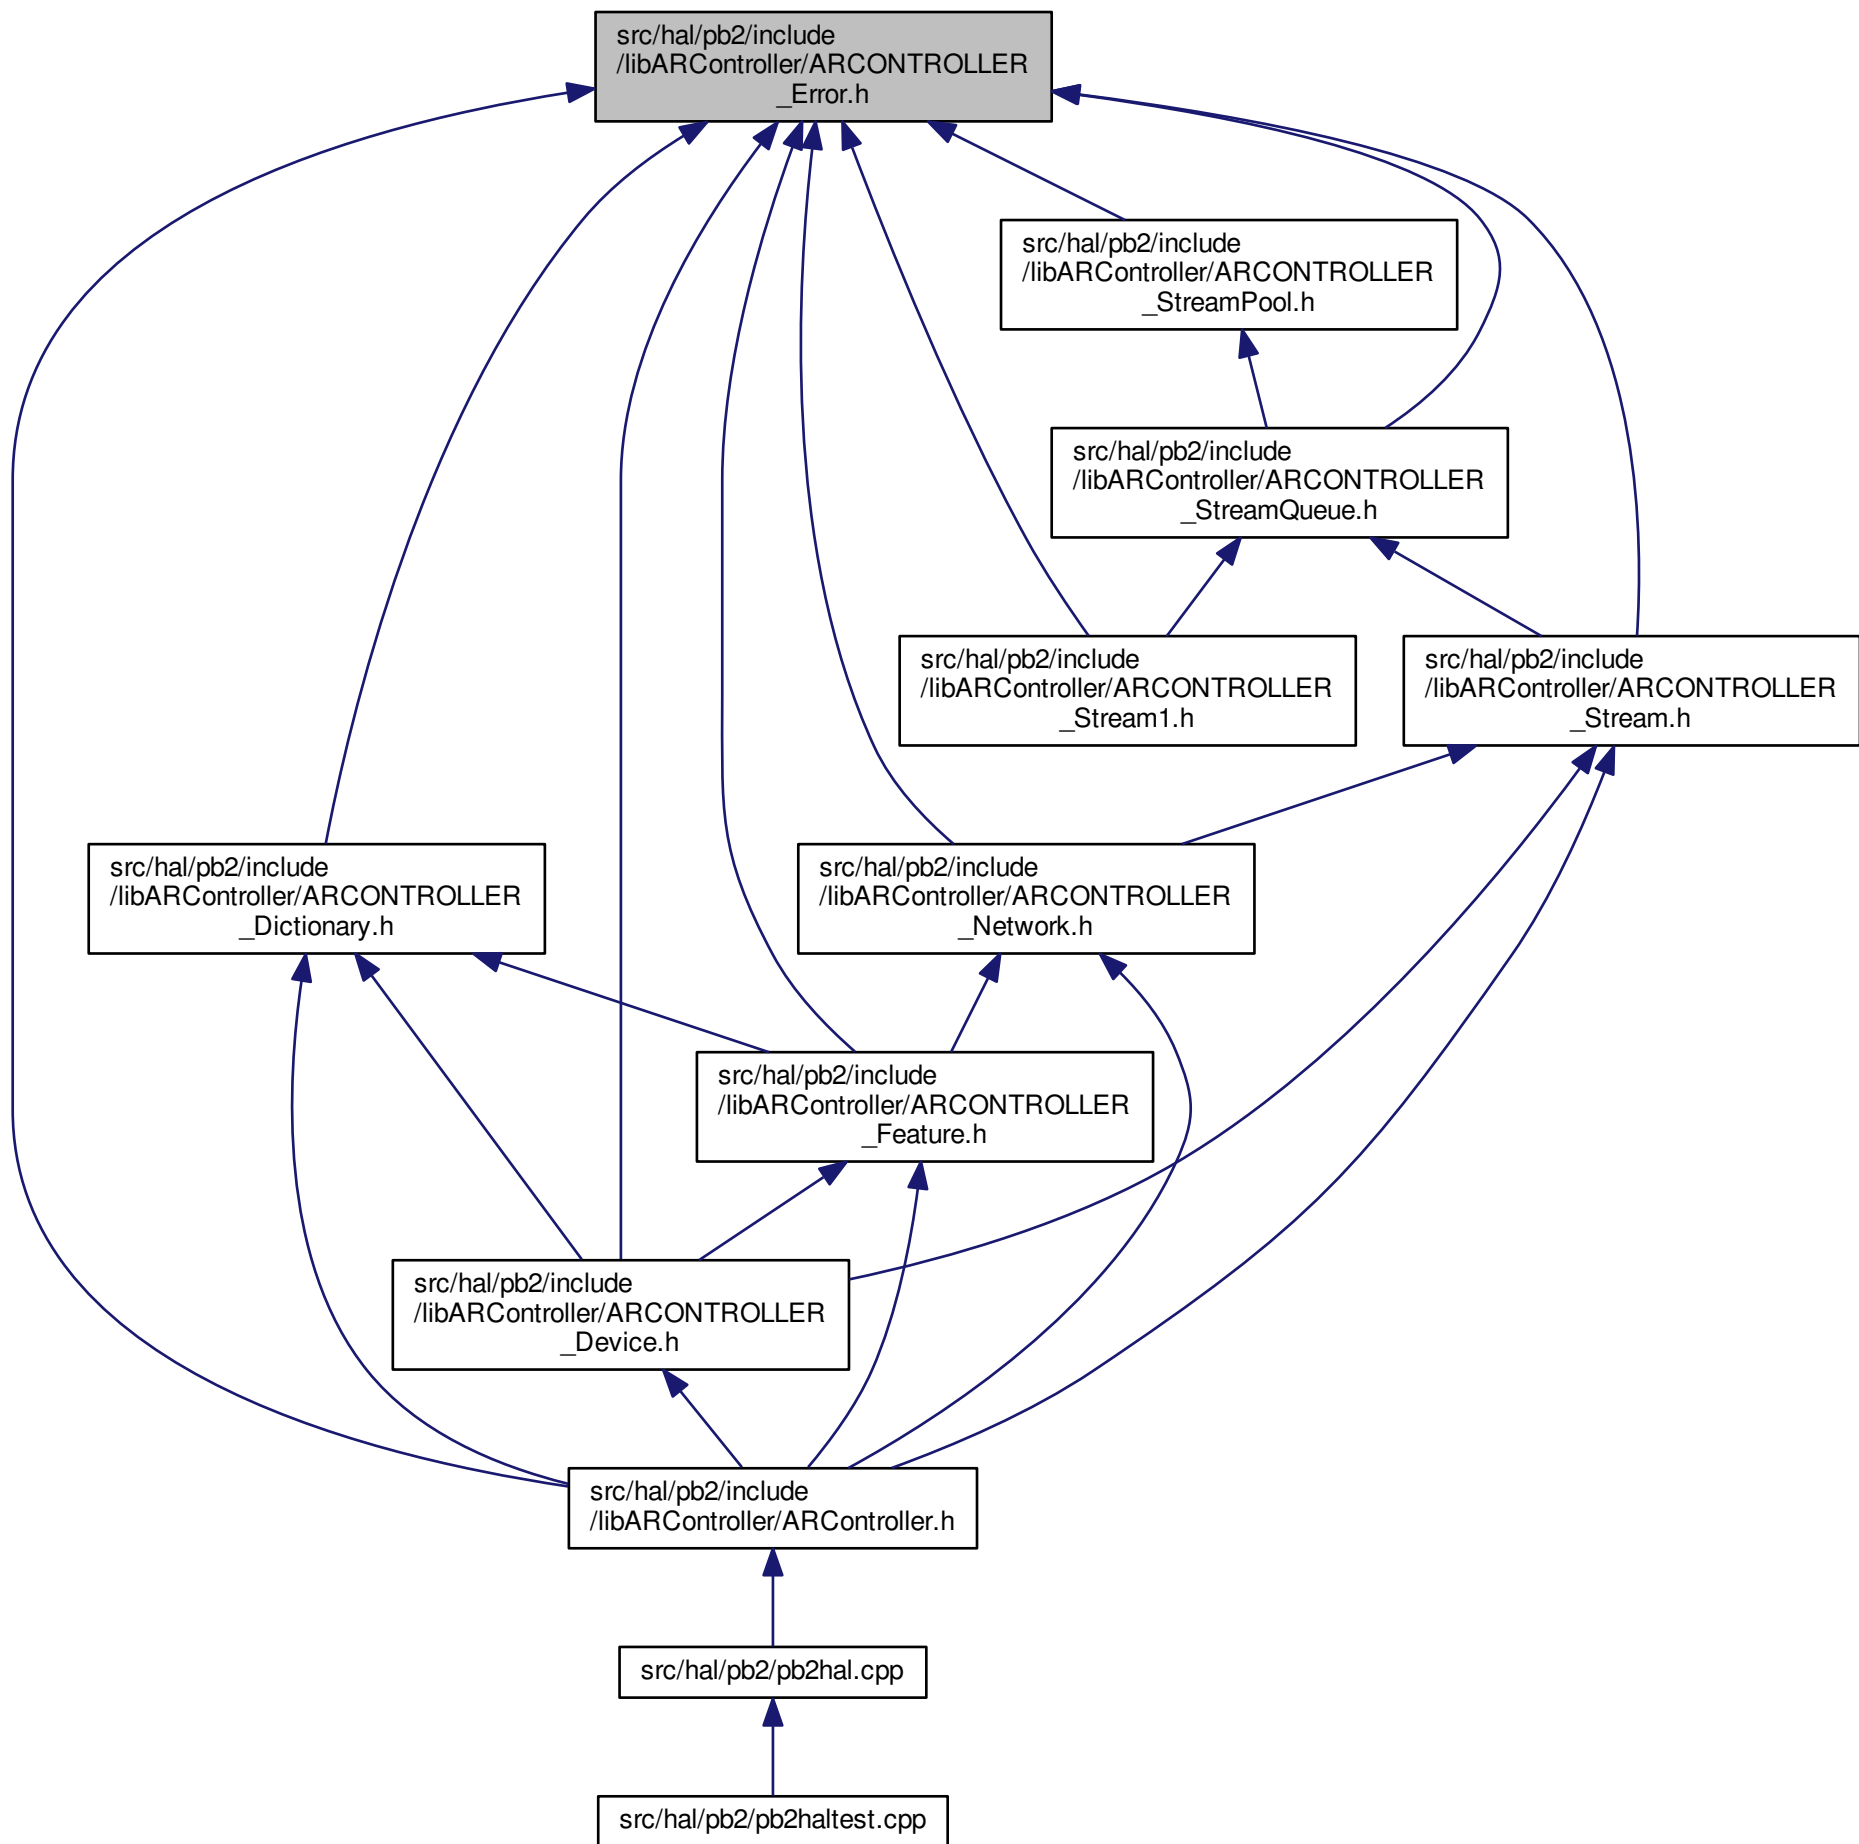 src/hal/pb2/include
/libARController/ARCONTROLLER
_Error.h
src/hal/pb2/include
/libARController/ARCONTROLLER
_StreamPool.h
src/hal/pb2/include
/libARController/ARCONTROLLER
_StreamQueue.h
src/hal/pb2/include
/libARController/ARCONTROLLER
_Stream1.h
src/hal/pb2/include
/libARController/ARCONTROLLER
_Stream.h
src/hal/pb2/include
/libARController/ARCONTROLLER
_Dictionary.h
src/hal/pb2/include
/libARController/ARCONTROLLER
_Network.h
src/hal/pb2/include
/libARController/ARCONTROLLER
_Feature.h
src/hal/pb2/include
/libARController/ARCONTROLLER
_Device.h
src/hal/pb2/include
/libARController/ARController.h
src/hal/pb2/pb2hal.cpp
src/hal/pb2/pb2haltest.cpp